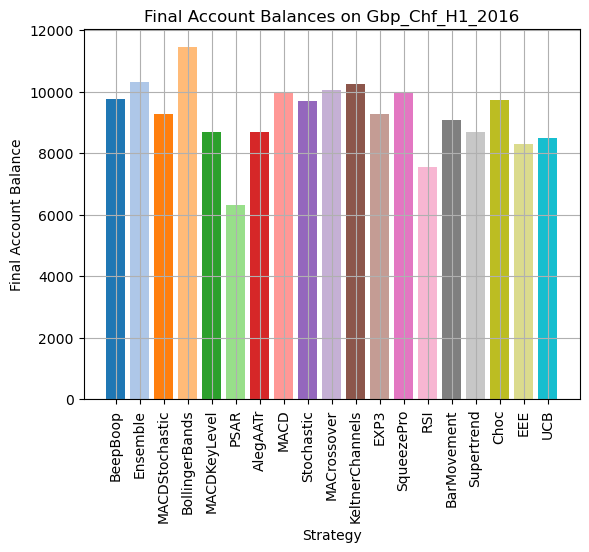 Final Account Balances on Gbp_Chf_H1_2016
Final Account Balance
12000
10000
8000
6000
4000
2000
0
BeepBoop
Ensemble
MACDStochastic
BollingerBands
MACDKeyLevel
PSAR
AlegAATr
MACD
Stochastic
MACrossover
KeltnerChannels
EXP3
SqueezePro
RSI
BarMovement
Supertrend
Choc
EEE
UCB
Strategy